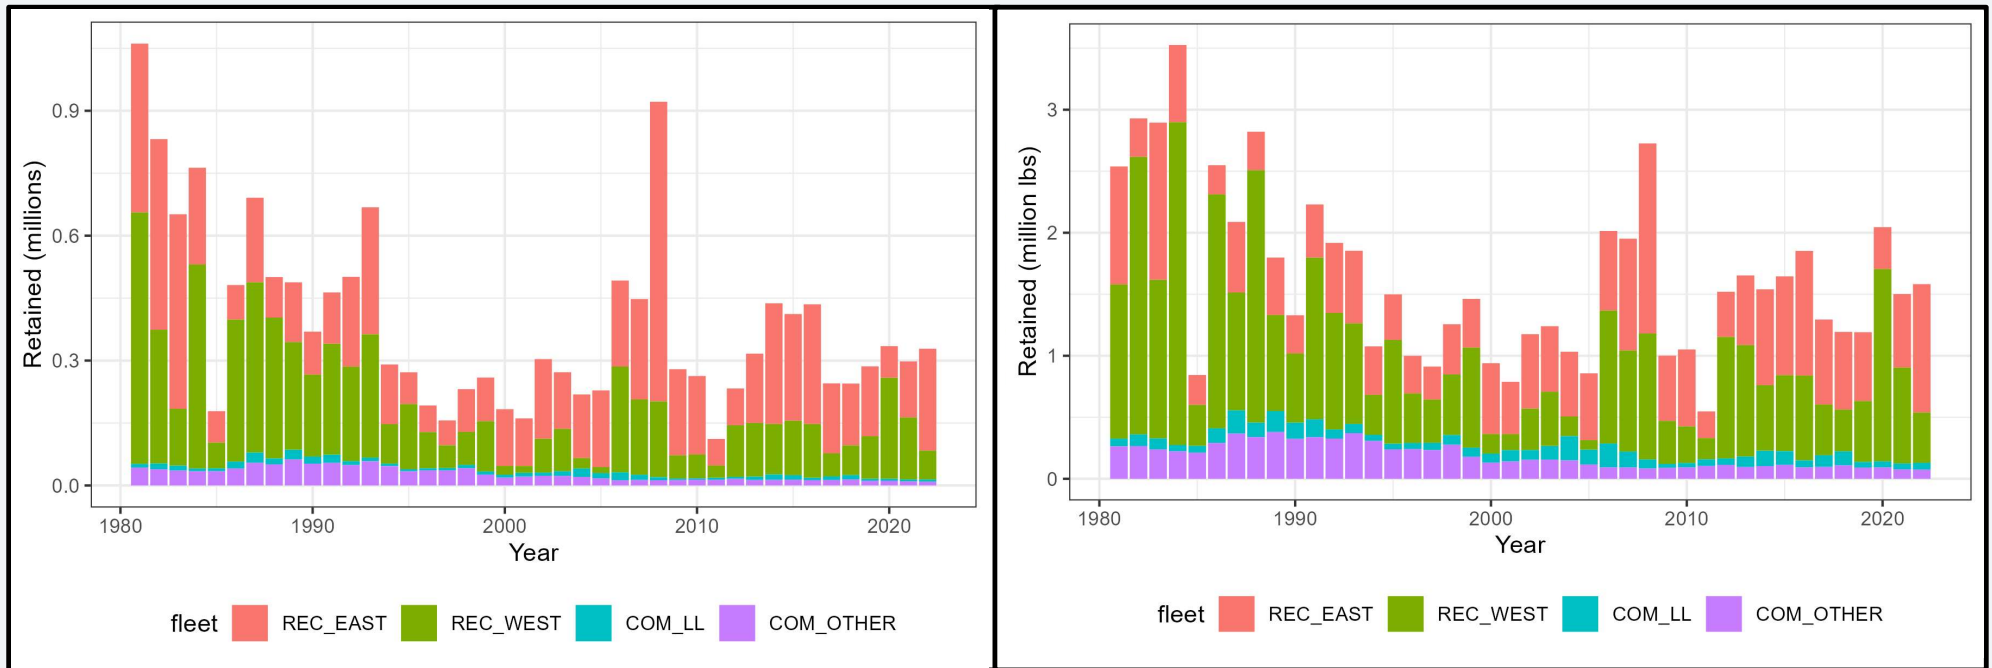 Retained (millions)
0.9
0.6
0.3
0.0
1980 1990 2000 2010 2020
Year
fleet REC_EAST REC_WEST COM_LL COM_OTHER
Retained (million lbs)
3
2
1
0
1980 1990 2000 2010 2020
Year
fleet REC_EAST REC_WEST COM_LL COM_OTHER